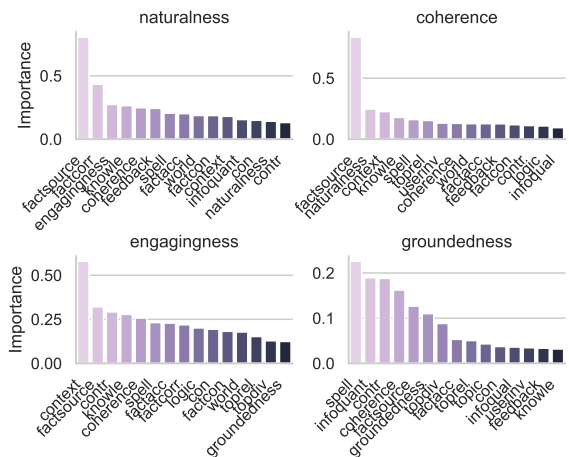 naturalness
Importance
0.5
0.0
factsource
factcorr
engagingness
knowle
coherence
feedback
spell
factacc
world
factcon
context
infoquant
con
naturalness
contr
coherence
0.5
0.0
factsource
naturalness
context
knowle
spell
toprel
userinv
coherence
world
factacc
feedback
factcon
contr
logic
infoqual
engagingness
Importance
0.50
0.25
0.00
context
factsource
contr
knowle
coherence
spell
factacc
factcorr
logic
con
factcon
world
toprel
topdiv
groundedness
groundedness
0.2
0.1
0.0
spell
infoquant
contr
coherence
factsource
groundedness
topdiv
factacc
toprel
topic
con
infoqual
userinv
feedback
knowle